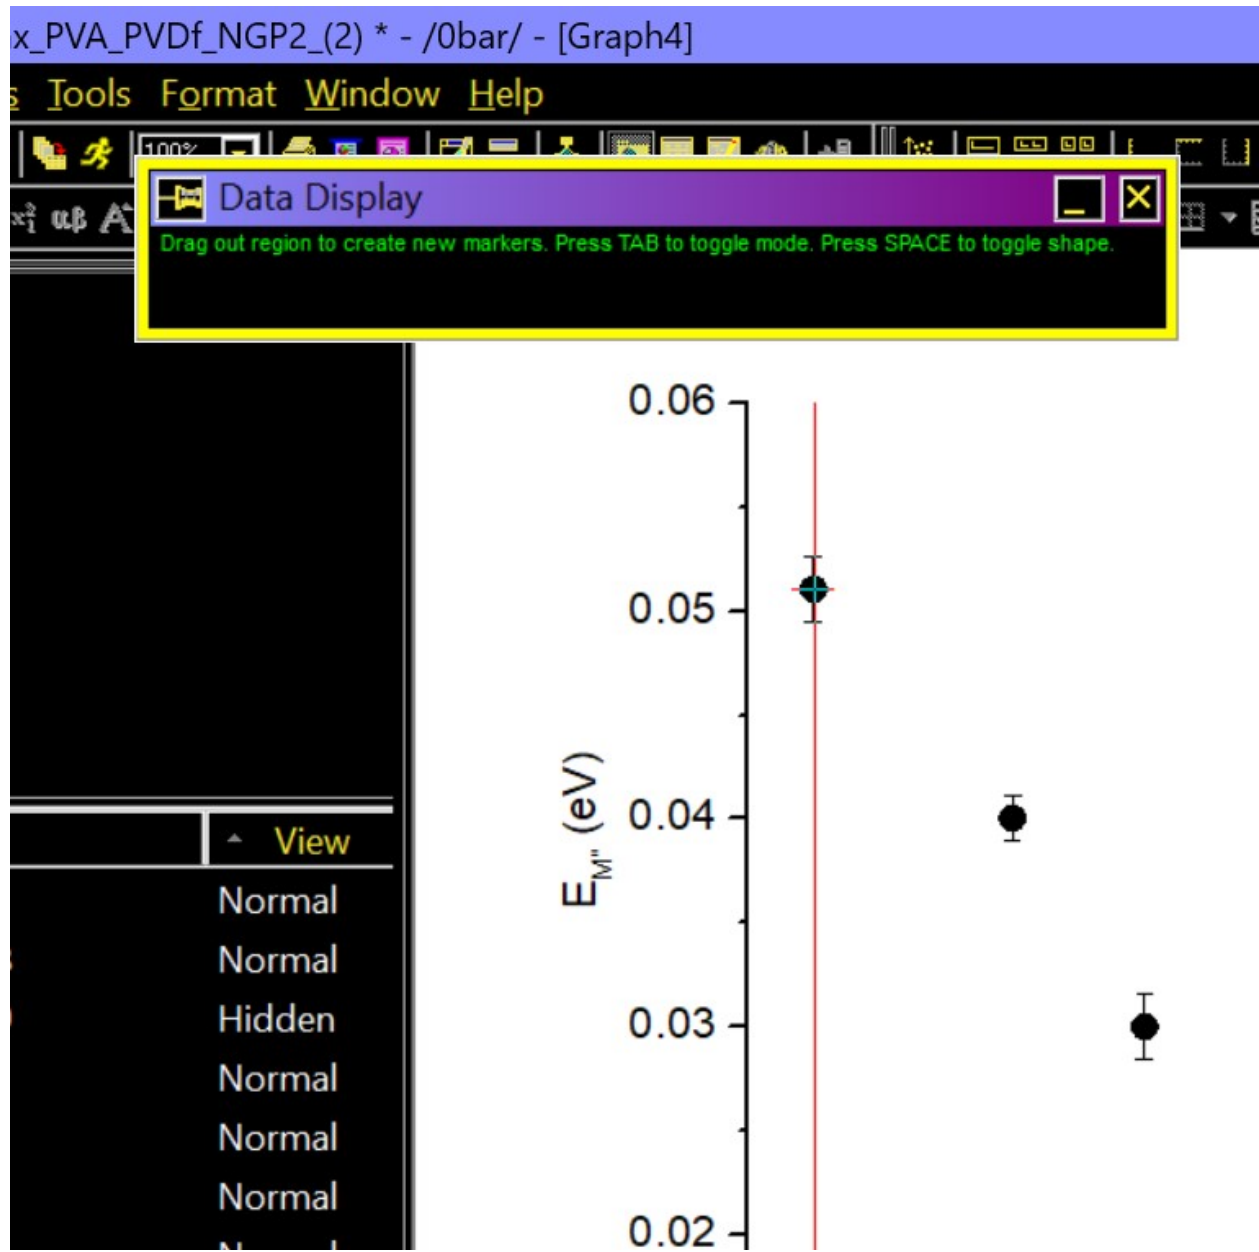 x_PVA_PVDf_NGP2_(2) * - /0bar/ - [Graph4]
Tools Format Window Help
100%
αβ A
Data Display
Drag out region to create new markers. Press TAB to toggle mode. Press SPACE to toggle shape.
0.06
0.05
0.04
0.03
0.02
E_M" (eV)
View
Normal
Normal
Hidden
Normal
Normal
Normal